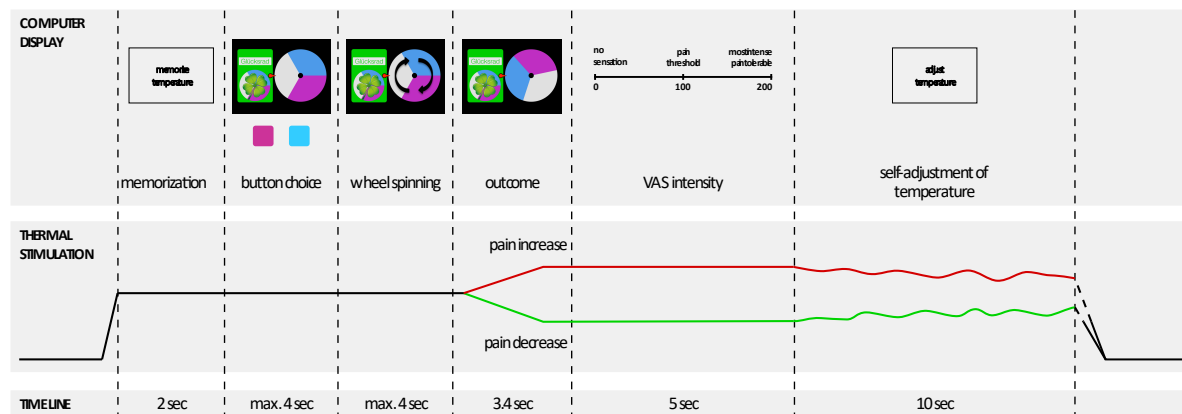 COMPUTER
DISPLAY
memorize
temperature
Glücksrad
Glücksrad
Glücksrad
no
sensation
pain
threshold
most intense
pain tolerable
0
100
200
adjust
temperature
memorization
button choice
wheel spinning
outcome
VAS intensity
self-adjustment of
temperature
THERMAL
STIMULATION
pain increase
pain decrease
TIMELINE
2 sec
max. 4 sec
max. 4 sec
3.4 sec
5 sec
10 sec